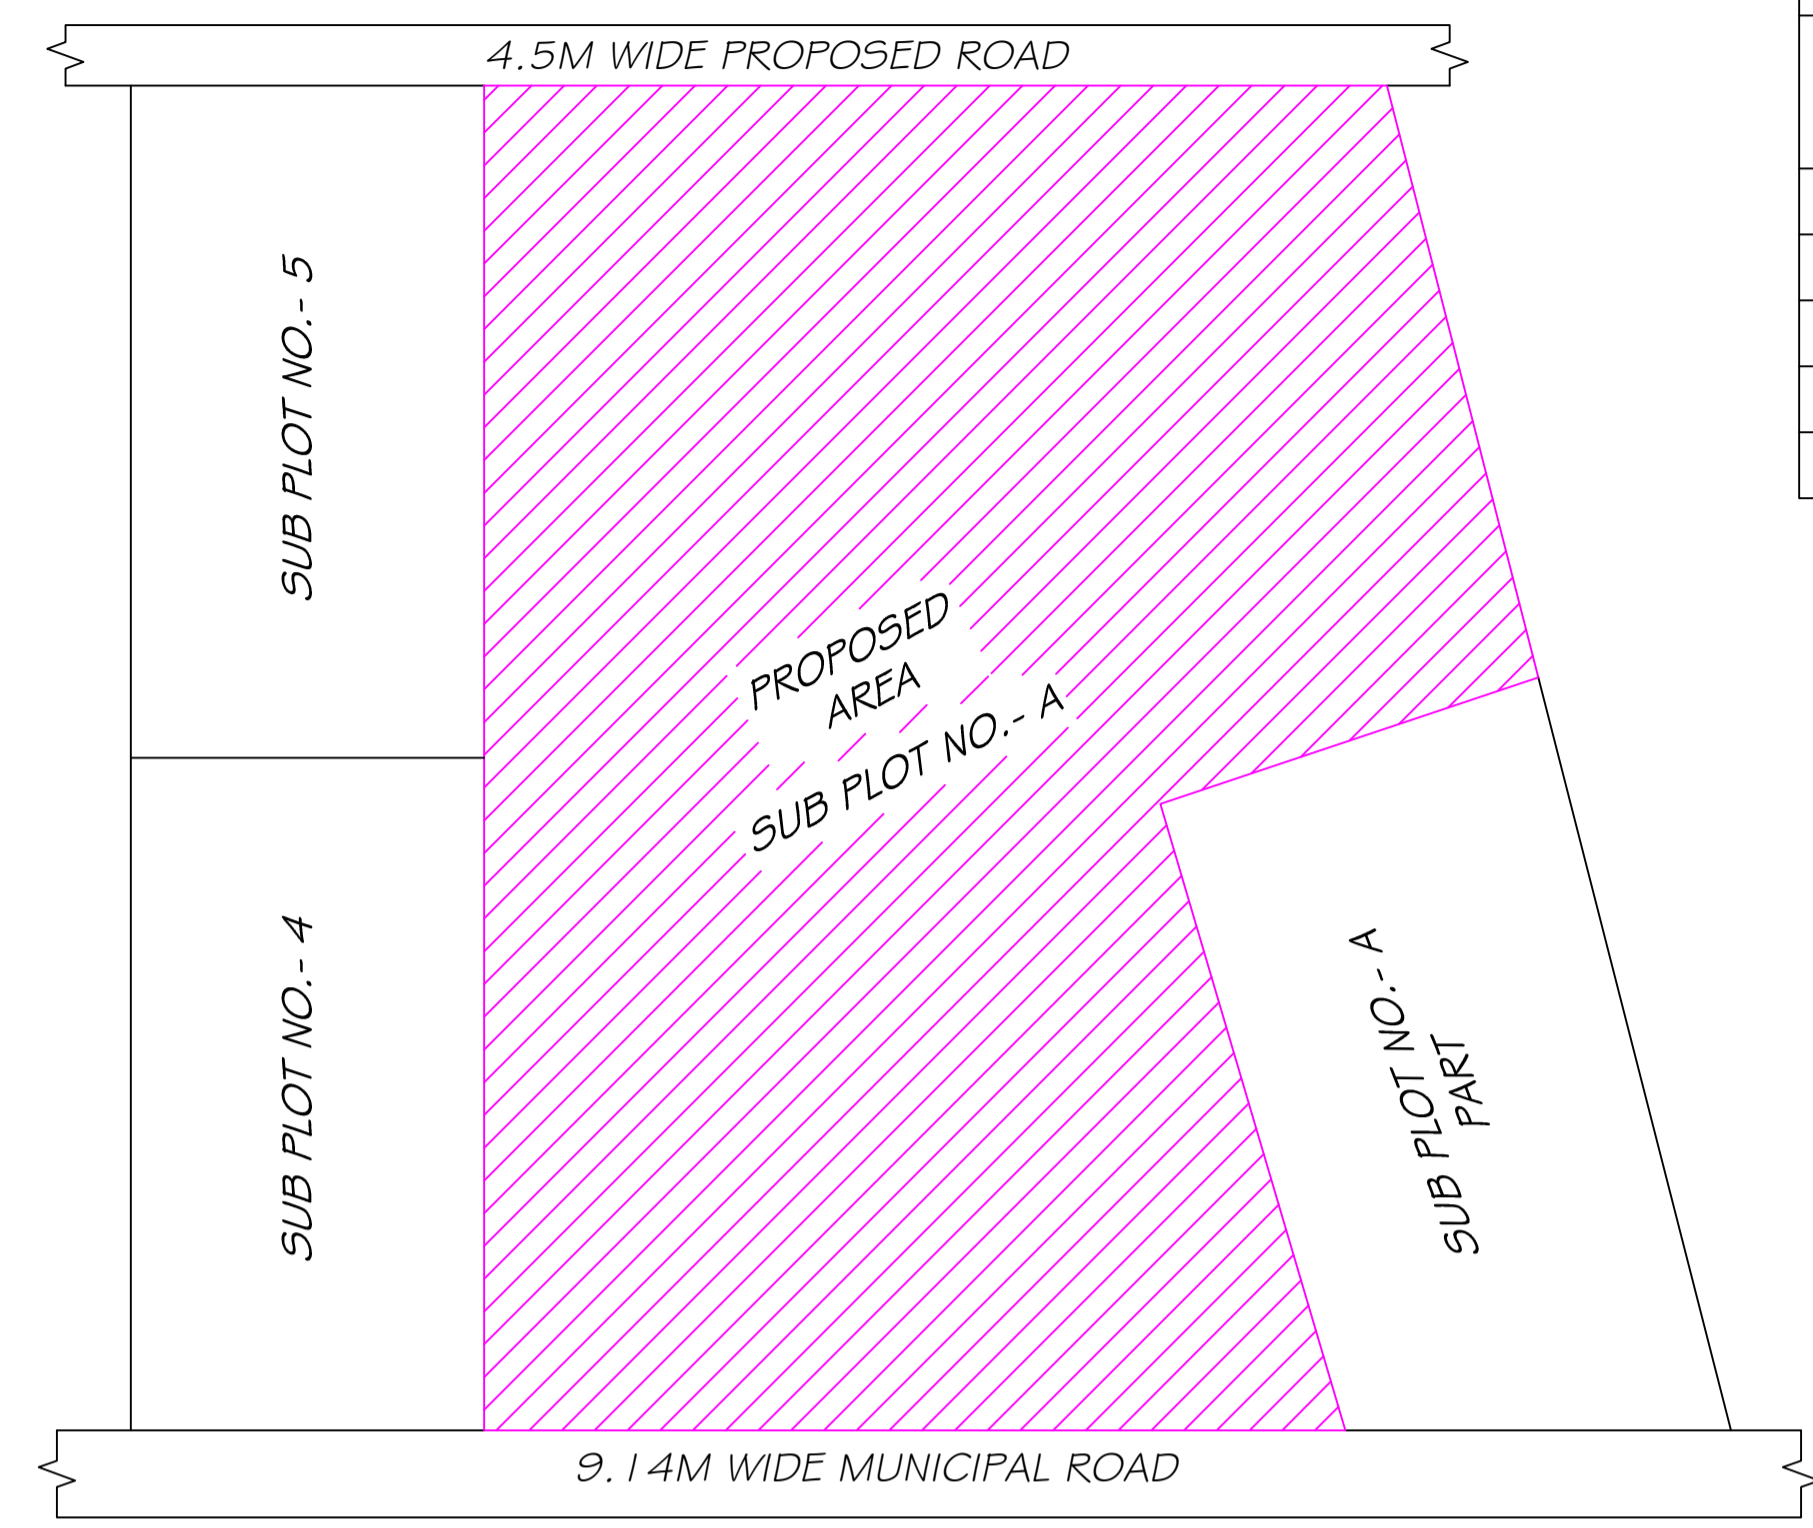 4.5M WIDE PROPOSED ROAD
SUB PLOT NO.- 5
PROPOSED
AREA
SUB PLOT NO.- A
SUB PLOT NO.- 4
SUB PLOT NO.- A
PART
9.14M WIDE MUNICIPAL ROAD